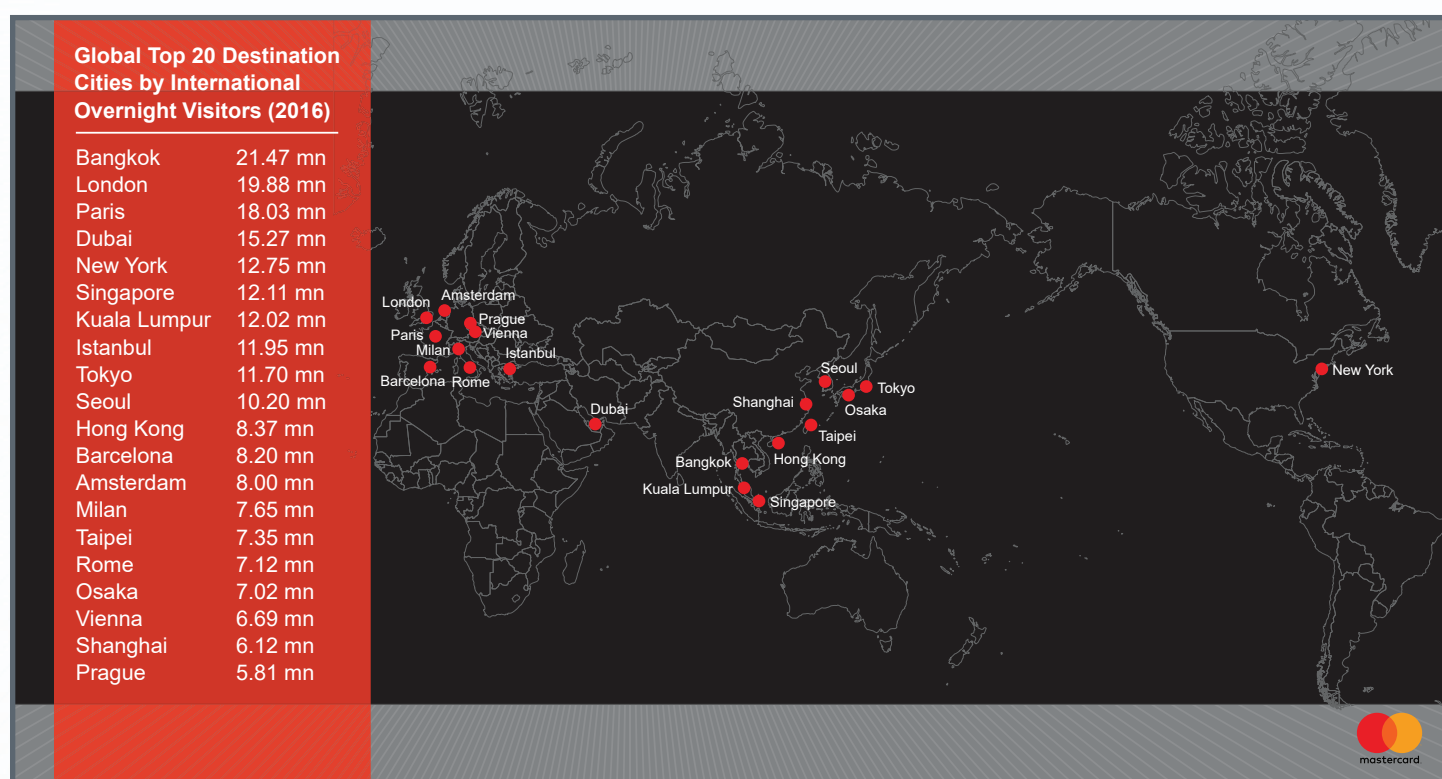 Global Top 20 Destination
Cities by International
Overnight Visitors (2016)
Bangkok 21.47 mn
London 19.88 mn
Paris 18.03 mn
Dubai 15.27 mn
New York 12.75 mn
Singapore 12.11 mn
Kuala Lumpur 12.02 mn
Istanbul 11.95 mn
Tokyo 11.70 mn
Seoul 10.20 mn
Hong Kong 8.37 mn
Barcelona 8.20 mn
Amsterdam 8.00 mn
Milan 7.65 mn
Taipei 7.35 mn
Rome 7.12 mn
Osaka 7.02 mn
Vienna 6.69 mn
Shanghai 6.12 mn
Prague 5.81 mn
London
Amsterdam
Prague
Vienna
Paris
Milan
Istanbul
Barcelona
Rome
Dubai
Seoul
Tokyo
Osaka
Shanghai
Taipei
Hong Kong
Bangkok
Kuala Lumpur
Singapore
New York
mastercard